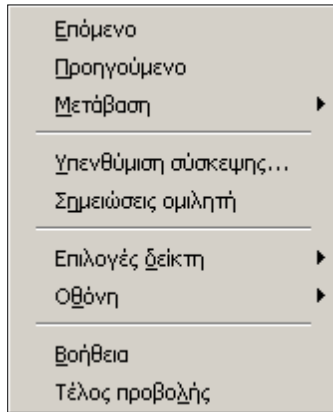 Επόμενο
Προηγούμενο
Μετάβαση
Υπενθύμιση σύσκεψης...
Σημειώσεις ομιλητή
Επιλογές δείκτη
Οθόνη
Βοήθεια
Τέλος προβολής